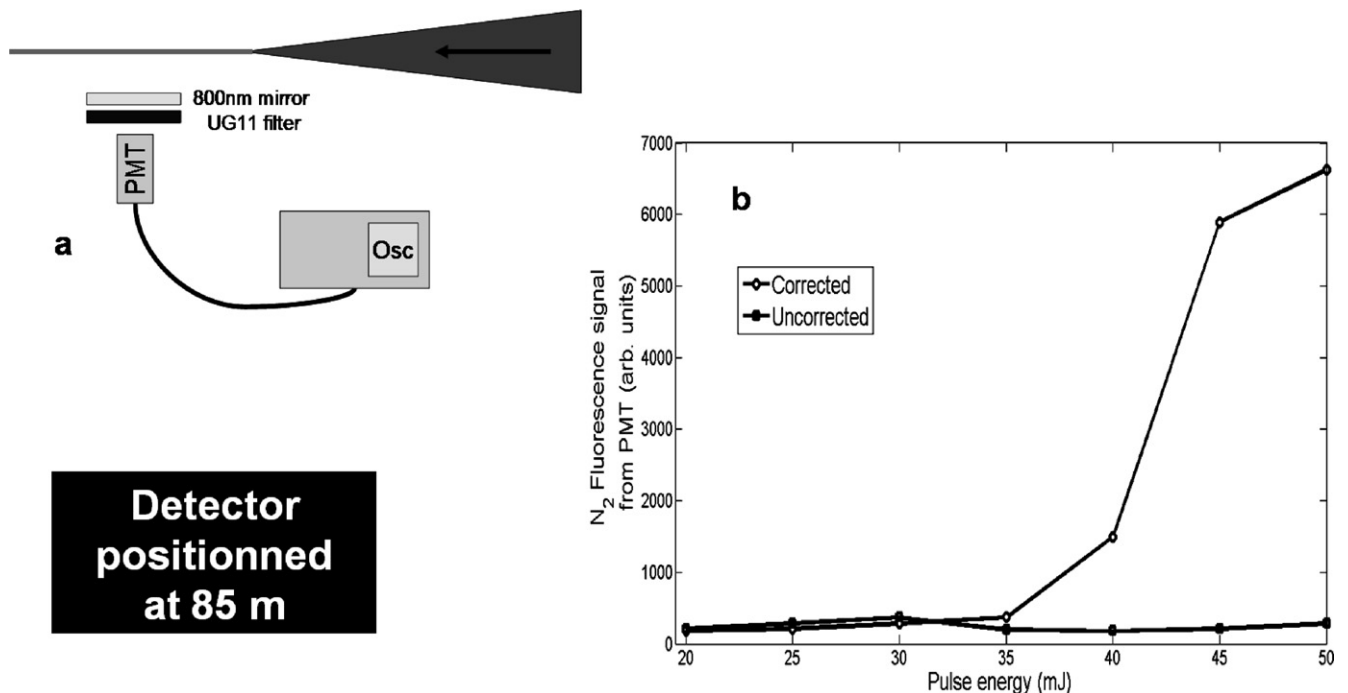 800nm mirror
UG11 filter
PMT
a
Osc
Detector
positionned
at 85 m
b
Corrected
Uncorrected
N2 Fluorescence signal
from PMT (arb. units)
7000
6000
5000
4000
3000
2000
1000
0
20 25 30 35 40 45 50
Pulse energy (mJ)